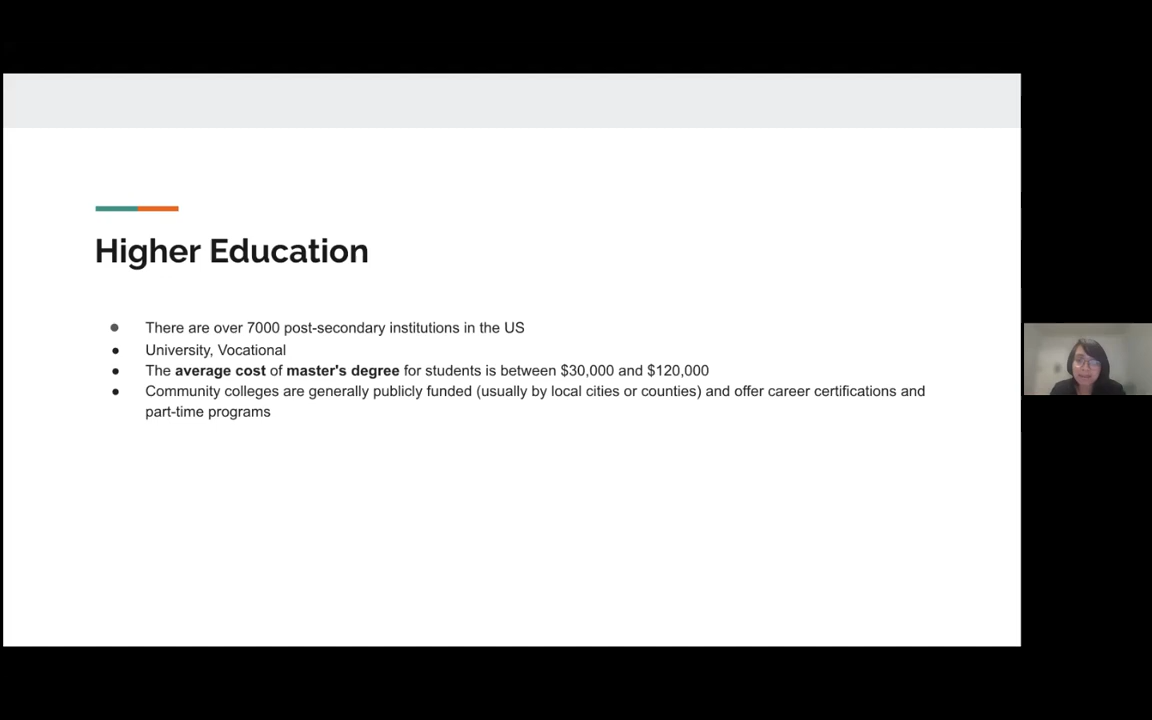 Higher Education
● There are over 7000 post-secondary institutions in the US
● University, Vocational
● The average cost of master's degree for students is between $30,000 and $120,000
● Community colleges are generally publicly funded (usually by local cities or counties) and offer career certifications and
part-time programs